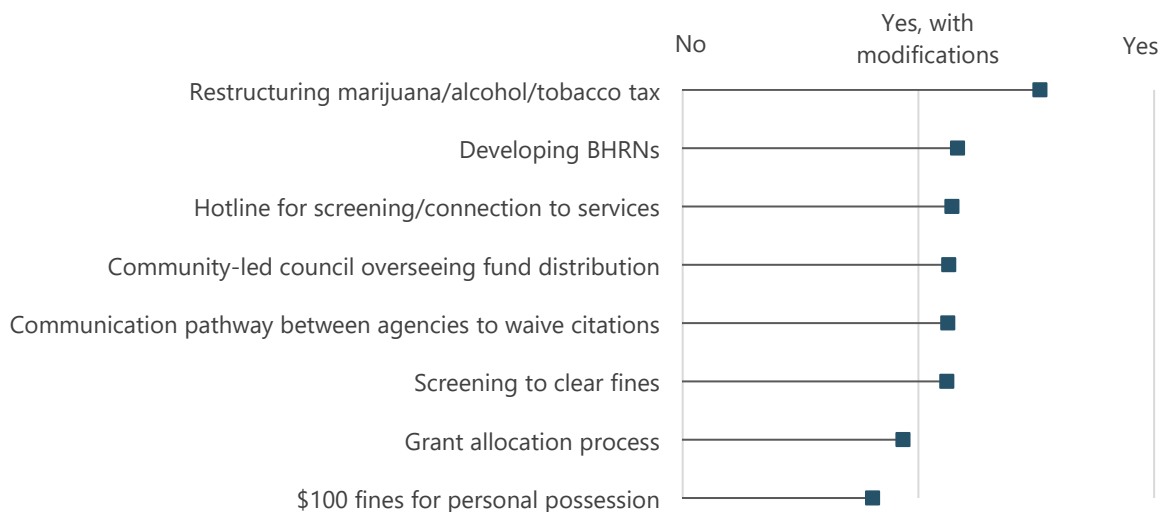 No
Yes, with
modifications
Yes
Restructuring marijuana/alcohol/tobacco tax
Developing BHRNs
Hotline for screening/connection to services
Community-led council overseeing fund distribution
Communication pathway between agencies to waive citations
Screening to clear fines
Grant allocation process
$100 fines for personal possession